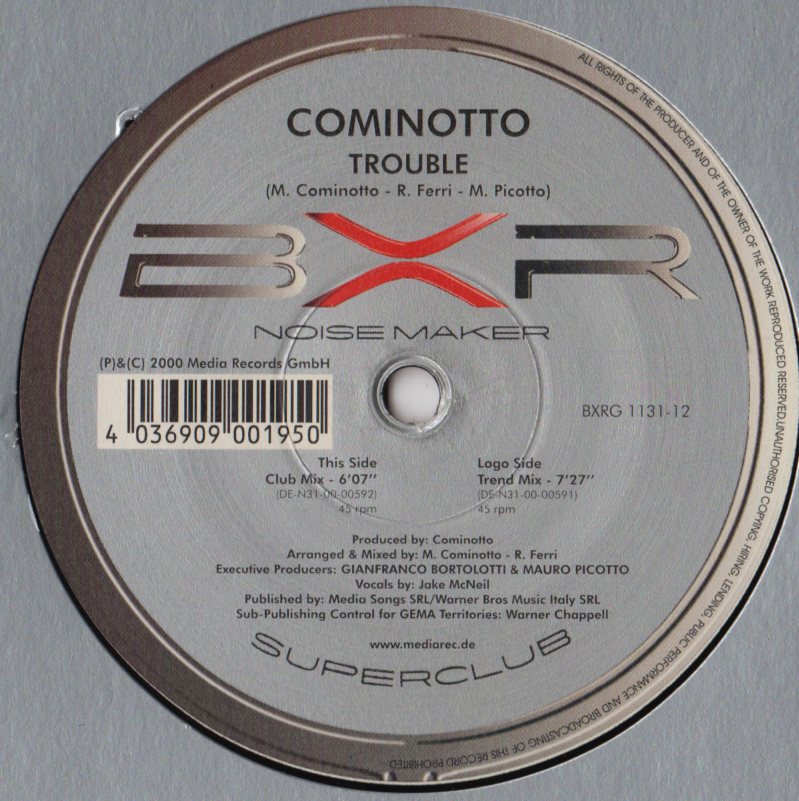 COMINOTTO
TROUBLE
(M. Cominotto - R. Ferri - M. Picotto)
BXR
NOISE MAKER
(P)&(C) 2000 Media Records GmbH
4 036909 001950
BXRG 1131-12
This Side
Club Mix - 6'07''
(DE-N31-00-00592)
45 rpm
Logo Side
Trend Mix - 7'27''
(DE-N31-00-00591)
45 rpm
Produced by: Cominotto
Arranged & Mixed by: M. Cominotto - R. Ferri
Executive Producers: GIANFRANCO BORTOLOTTI & MAURO PICOTTO
Vocals by: Jake McNeil
Published by: Media Songs SRL/Warner Bros Music Italy SRL
Sub-Publishing Control for GEMA Territories: Warner Chappell
www.mediarec.de
SUPERCLUB
ALL RIGHTS OF THE PRODUCER AND OF THE OWNER OF THE WORK REPRODUCED RESERVED.UNAUTHORISED COPYING, HIRING, LENDING, PUBLIC PERFORMANCE AND BROADCASTING OF THIS RECORD PROHIBITED